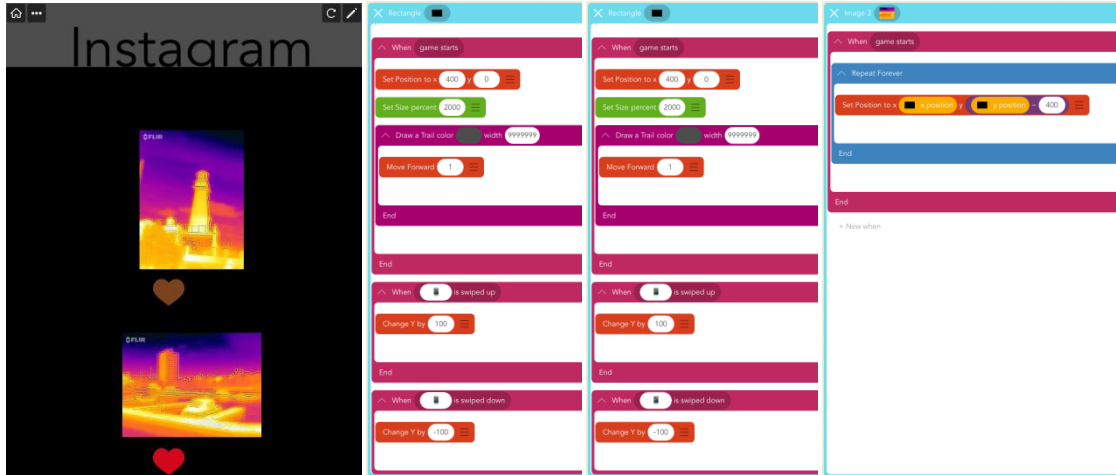 Instagram
FLIR
FLIR
Rectangle
When game starts
Set Position to x 400 y 0
Set Size percent 2000
Draw a Trail color width 9999999
Move Forward 1
End
End
When is swiped up
Change Y by 100
End
When is swiped down
Change Y by -100
Rectangle
When game starts
Set Position to x 400 y 0
Set Size percent 2000
Draw a Trail color width 9999999
Move Forward 1
End
End
When is swiped up
Change Y by 100
End
When is swiped down
Change Y by -100
Image 3
When game starts
Repeat Forever
Set Position to x x position y y position - 400
End
End
+ New when